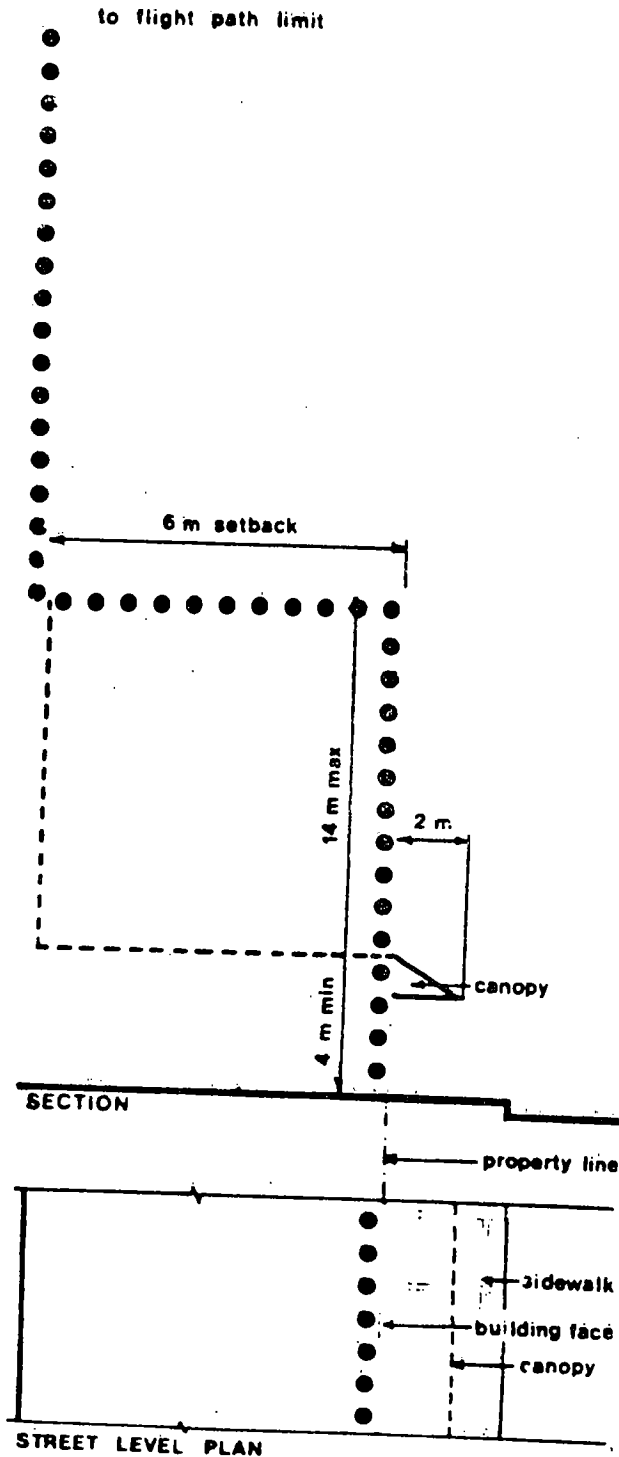 to flight path limit
6 m setback
14 m max
2 m
canopy
4 m min
SECTION
property line
sidewalk
building face
canopy
STREET LEVEL PLAN